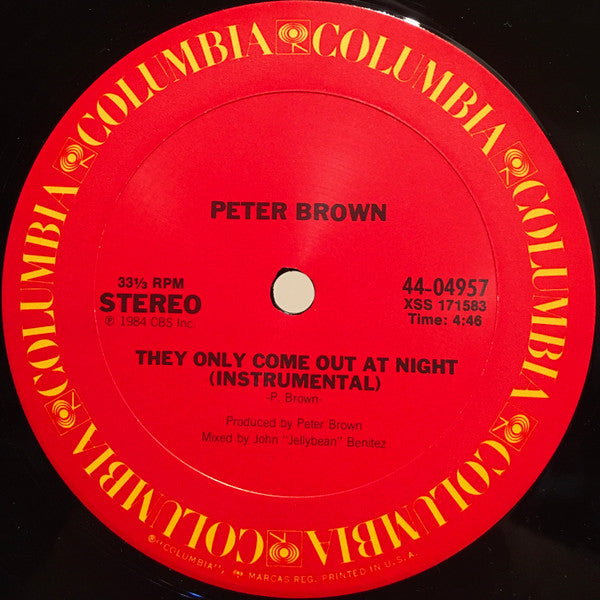 COLUMBIA COLUMBIA COLUMBIA COLUMBIA COLUMBIA COLUMBIA COLUMBIA
PETER BROWN
33⅓ RPM
STEREO
℗ 1984 CBS Inc.
44-04957
XSS 171583
Time: 4:46
THEY ONLY COME OUT AT NIGHT
(INSTRUMENTAL)
-P. Brown-
Produced by Peter Brown
Mixed by John "Jellybean" Benitez
®"COLUMBIA", MARCAS REG. PRINTED IN U.S.A.